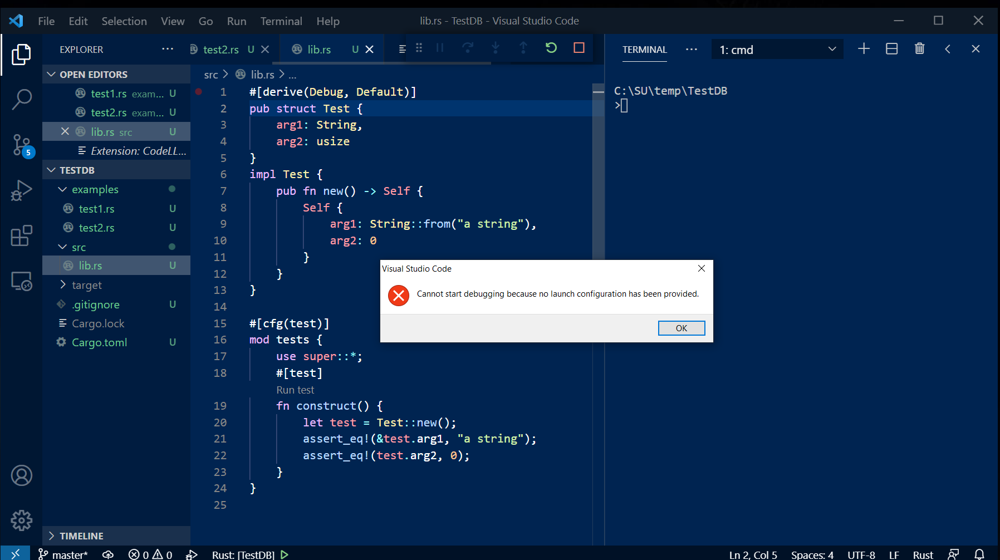 File Edit Selection View Go Run Terminal Help lib.rs - TestDB - Visual Studio Code
EXPLORER
test2.rs U
lib.rs U
TERMINAL 1: cmd
OPEN EDITORS
test1.rs exam... U
test2.rs exam... U
lib.rs src U
Extension: CodeLL...
TESTDB
examples
test1.rs U
test2.rs U
src
lib.rs U
target
.gitignore U
Cargo.lock
Cargo.toml U
TIMELINE
src > lib.rs > ...
1 #[derive(Debug, Default)]
2 pub struct Test {
3 arg1: String,
4 arg2: usize
5 }
6 impl Test {
7 pub fn new() -> Self {
8 Self {
9 arg1: String::from("a string"),
10 arg2: 0
11 }
12 }
13 }
14
15 #[cfg(test)]
16 mod tests {
17 use super::*;
18 #[test]
Run test
19 fn construct() {
20 let test = Test::new();
21 assert_eq!(&test.arg1, "a string");
22 assert_eq!(test.arg2, 0);
23 }
24 }
25
C:\SU\temp\TestDB
>
Visual Studio Code
Cannot start debugging because no launch configuration has been provided.
OK
5
master* 0 0 Rust: [TestDB] Ln 2, Col 5 Spaces: 4 UTF-8 LF Rust